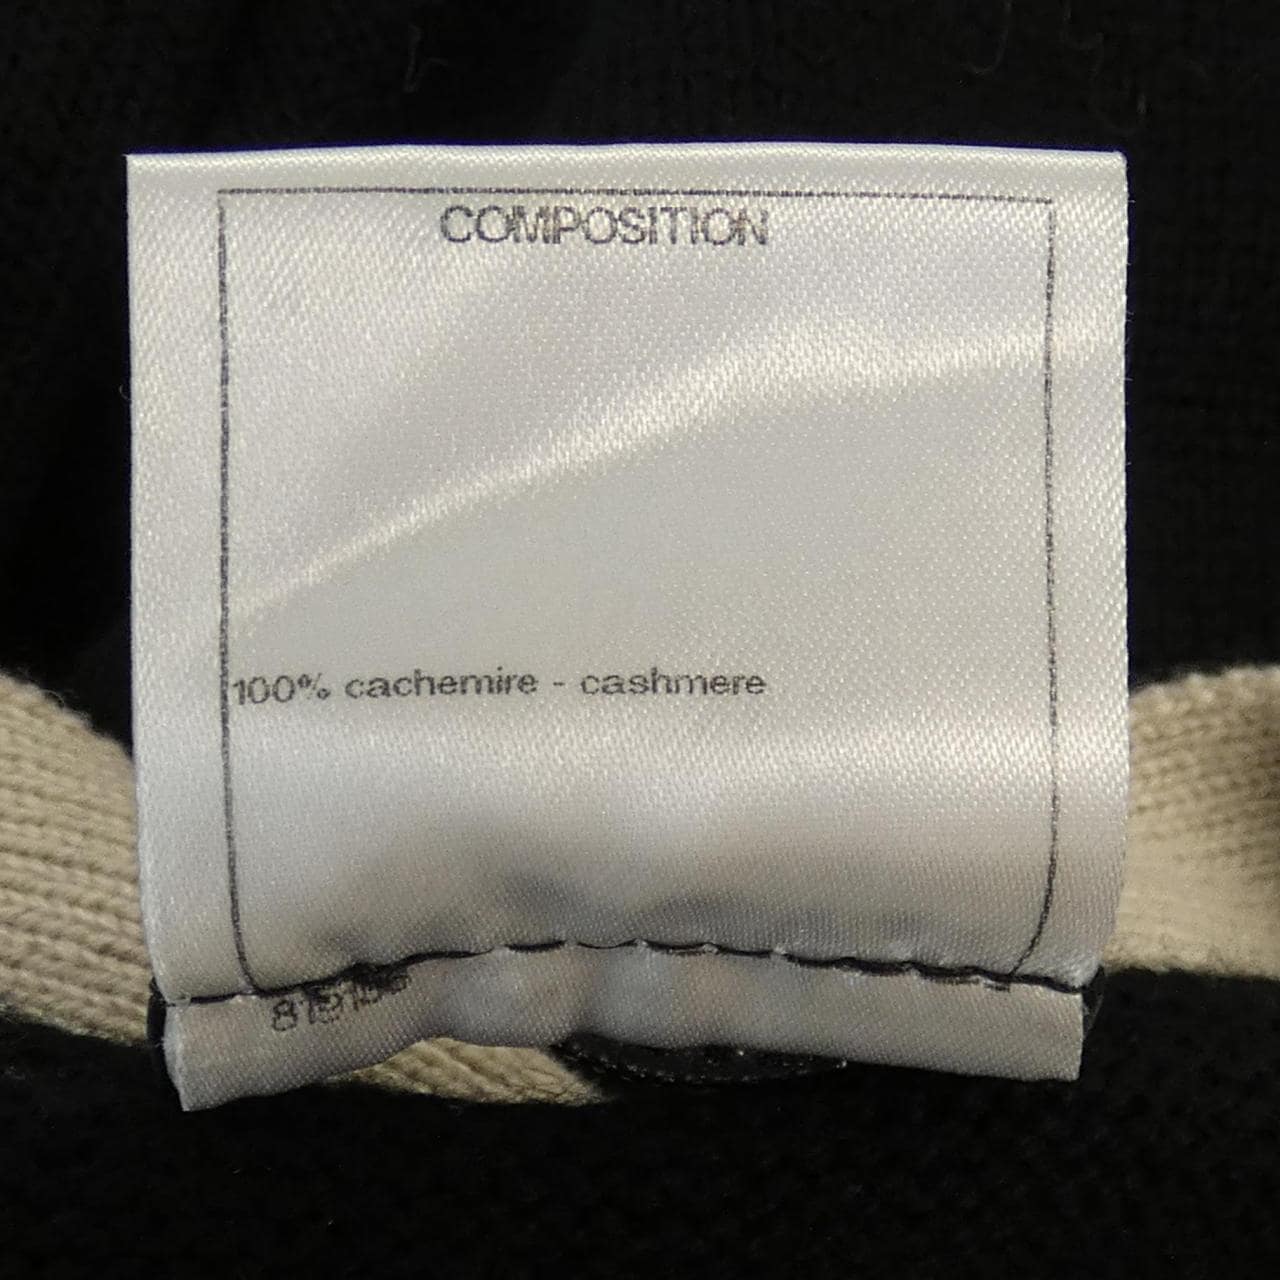 COMPOSITION
100% cachemire - cashmere